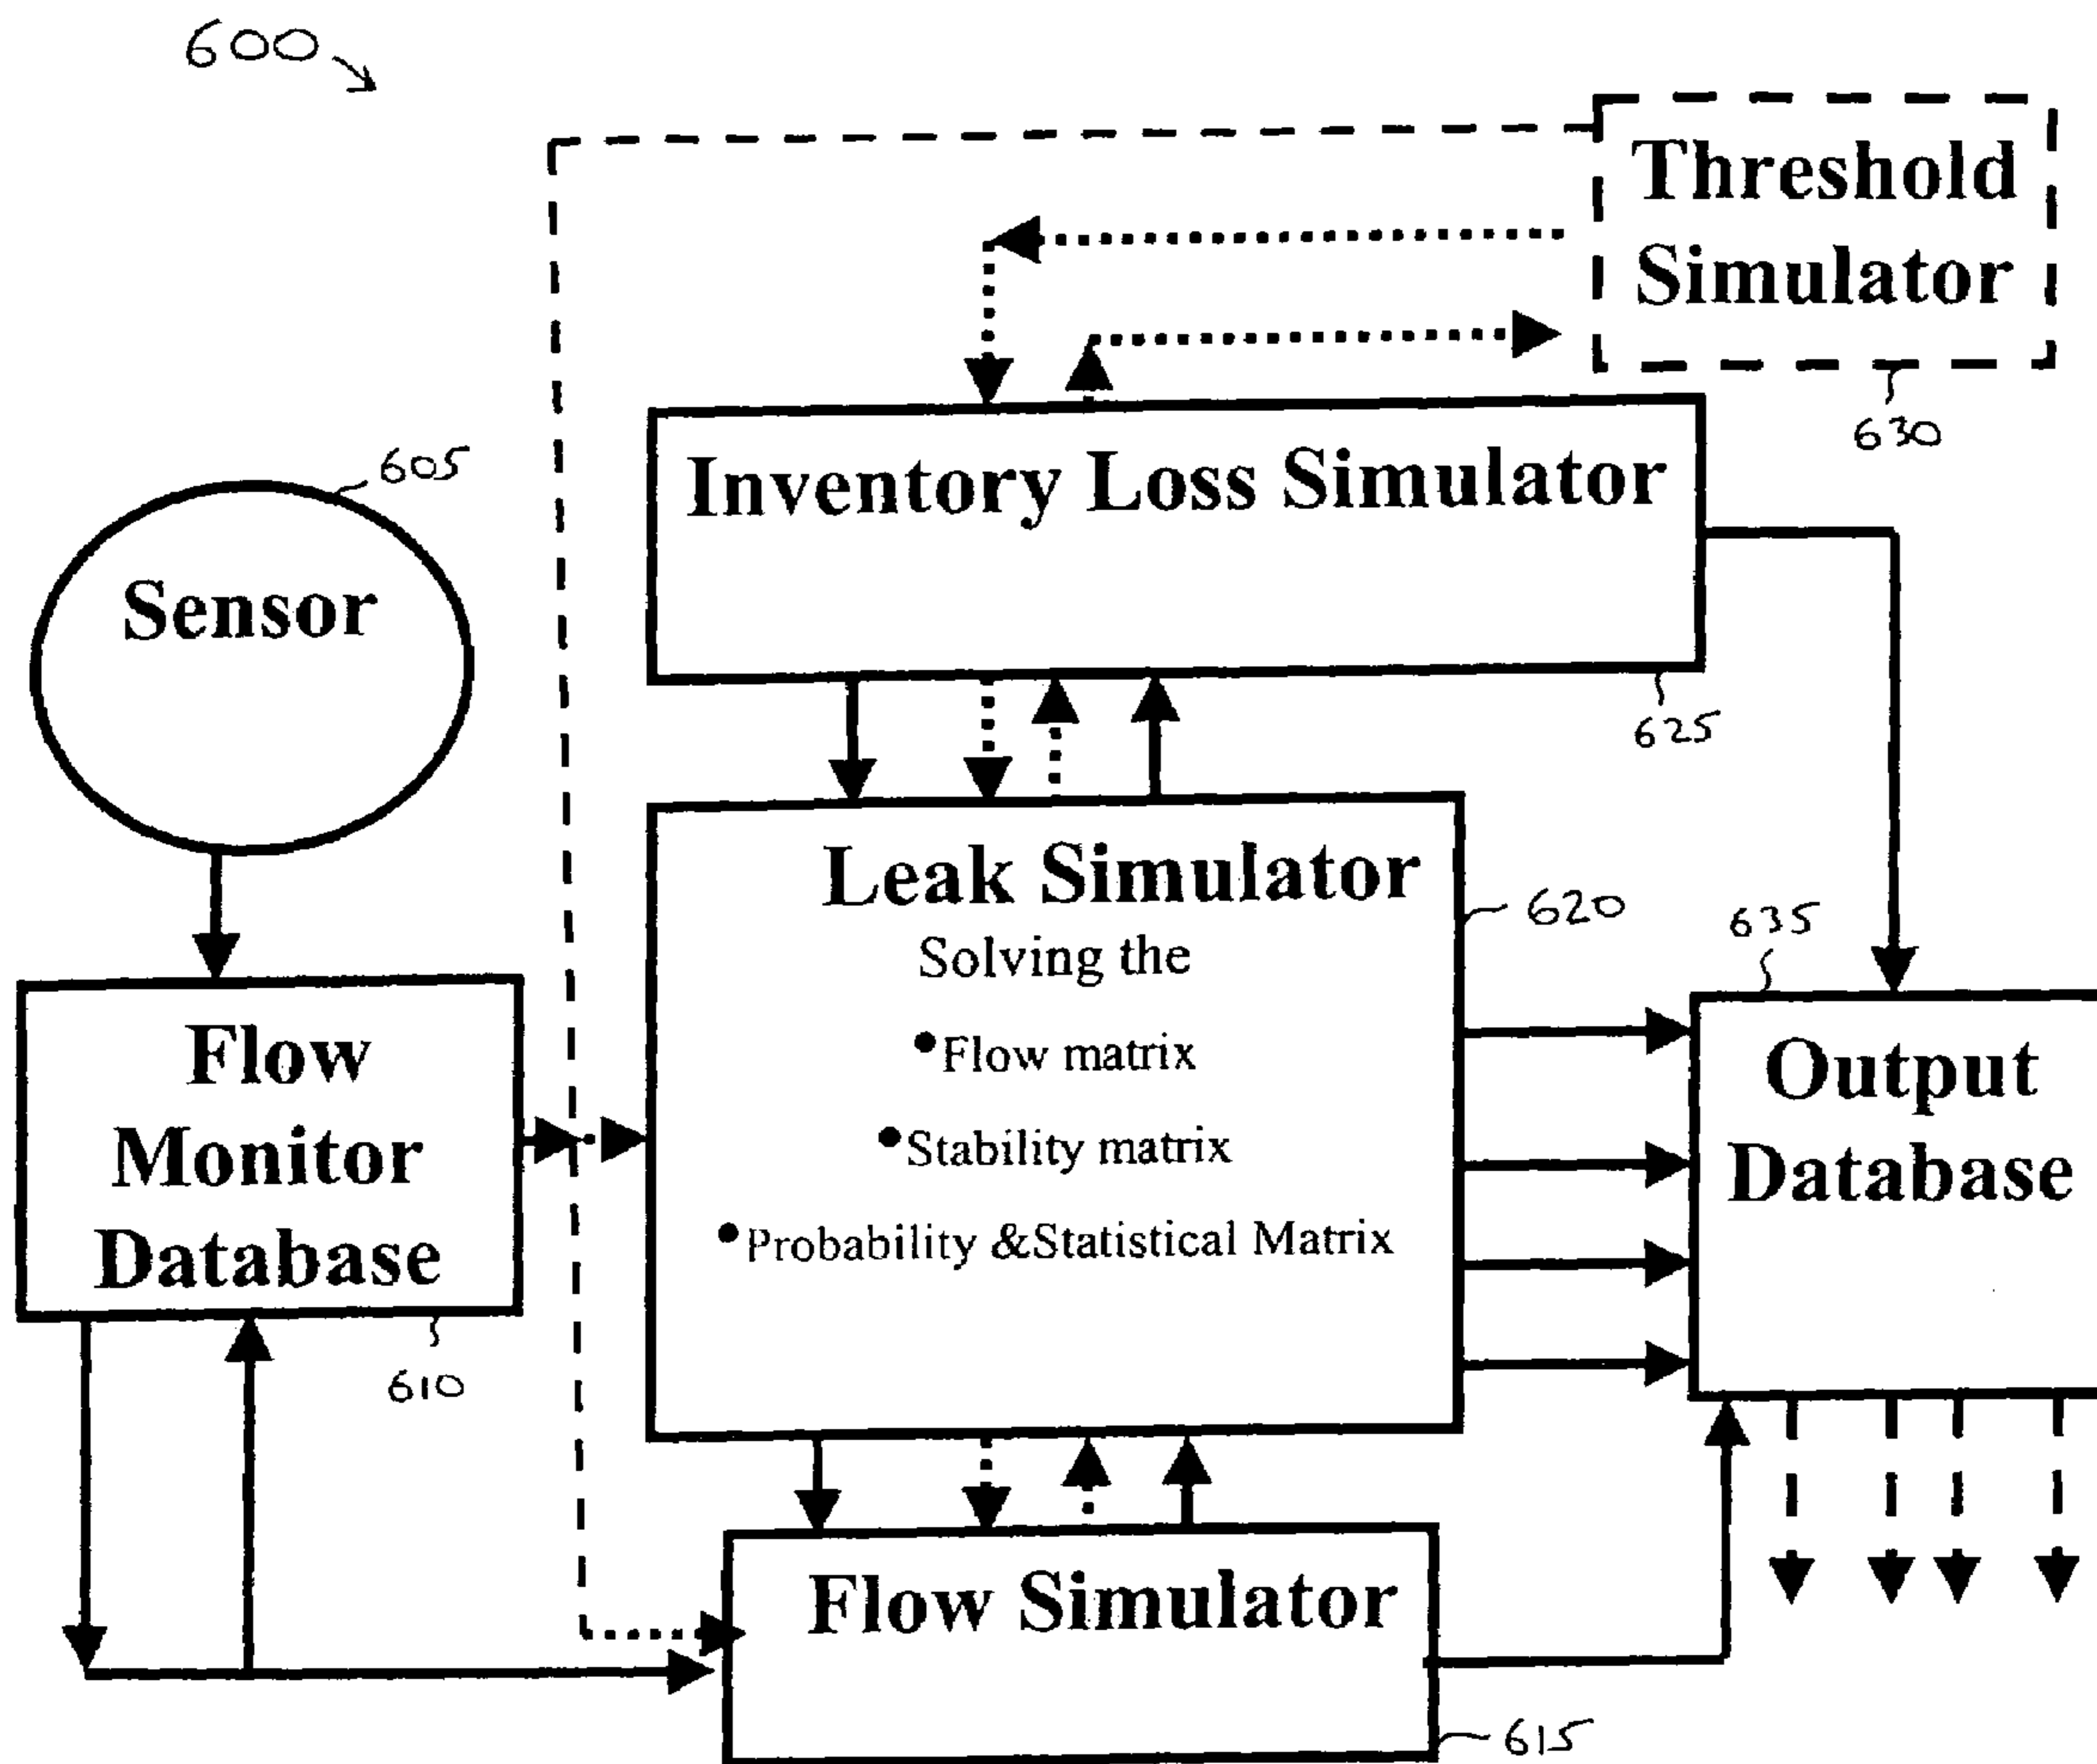 600
Threshold
Simulator
630
Inventory Loss Simulator
625
605
Sensor
Leak Simulator
Solving the
•Flow matrix
•Stability matrix
•Probability &Statistical Matrix
620
635
Flow
Monitor
Database
610
Output
Database
Flow Simulator
615